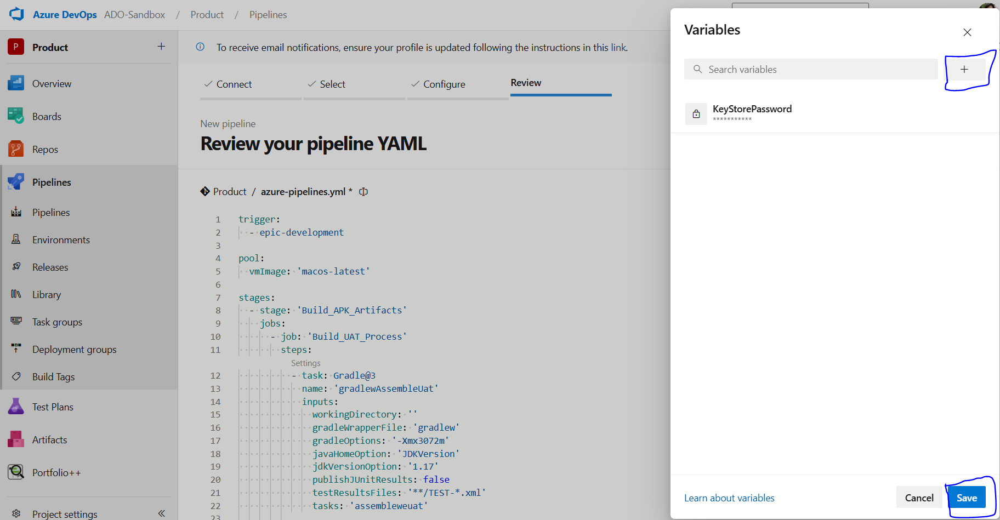 Azure DevOps ADO-Sandbox / Product / Pipelines
P Product
Overview
Boards
Repos
Pipelines
Pipelines
Environments
Releases
Library
Task groups
Deployment groups
Build Tags
Test Plans
Artifacts
Portfolio++
Project settings
To receive email notifications, ensure your profile is updated following the instructions in this link.
Connect Select Configure Review
New pipeline
Review your pipeline YAML
Product / azure-pipelines.yml *
1 trigger:
2 - epic-development
3
4 pool:
5 vmImage: 'macos-latest'
6
7 stages:
8 - stage: 'Build_APK_Artifacts'
9 jobs:
10 - job: 'Build_UAT_Process'
11 steps:
Settings
12 - task: Gradle@3
13 name: 'gradlewAssembleUat'
14 inputs:
15 workingDirectory: ''
16 gradleWrapperFile: 'gradlew'
17 gradleOptions: '-Xmx3072m'
18 javaHomeOption: 'JDKVersion'
19 jdkVersionOption: '1.17'
20 publishJUnitResults: false
21 testResultsFiles: '**/TEST-*.xml'
22 tasks: 'assembleweuat'
23
Variables
Search variables
KeyStorePassword
***********
Learn about variables
Cancel Save